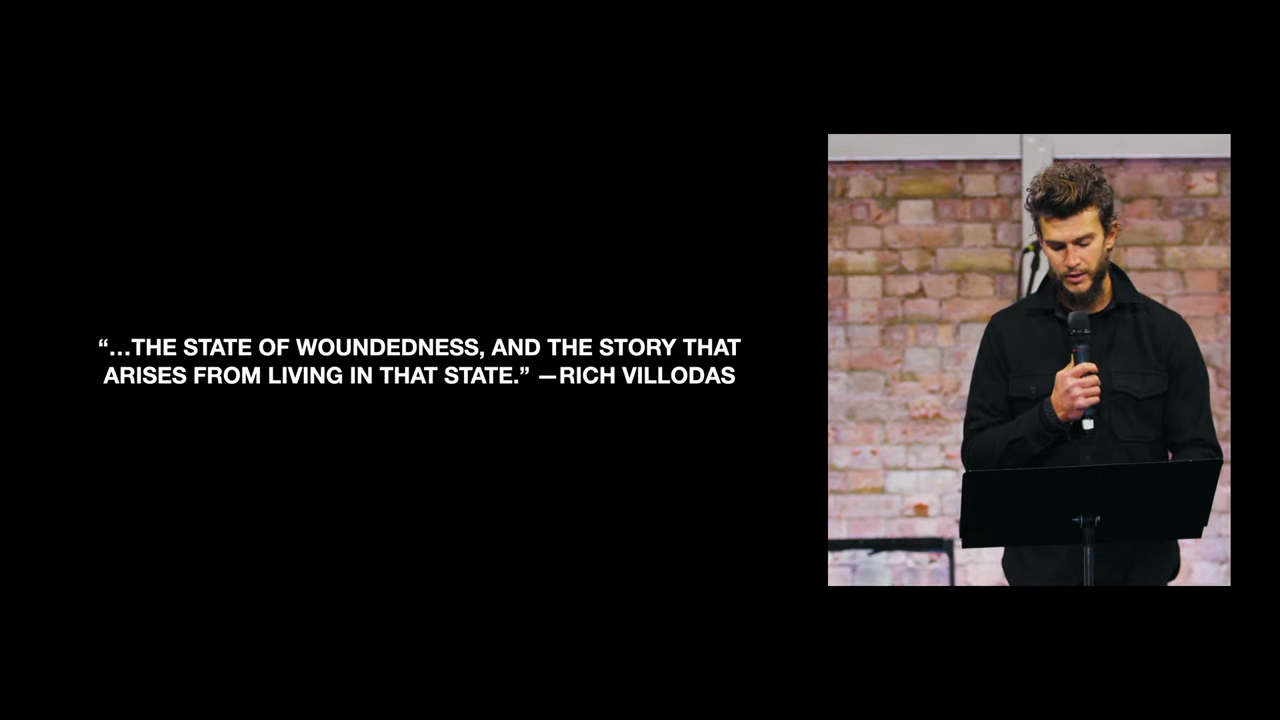 “…THE STATE OF WOUNDEDNESS, AND THE STORY THAT
ARISES FROM LIVING IN THAT STATE.” —RICH VILLODAS